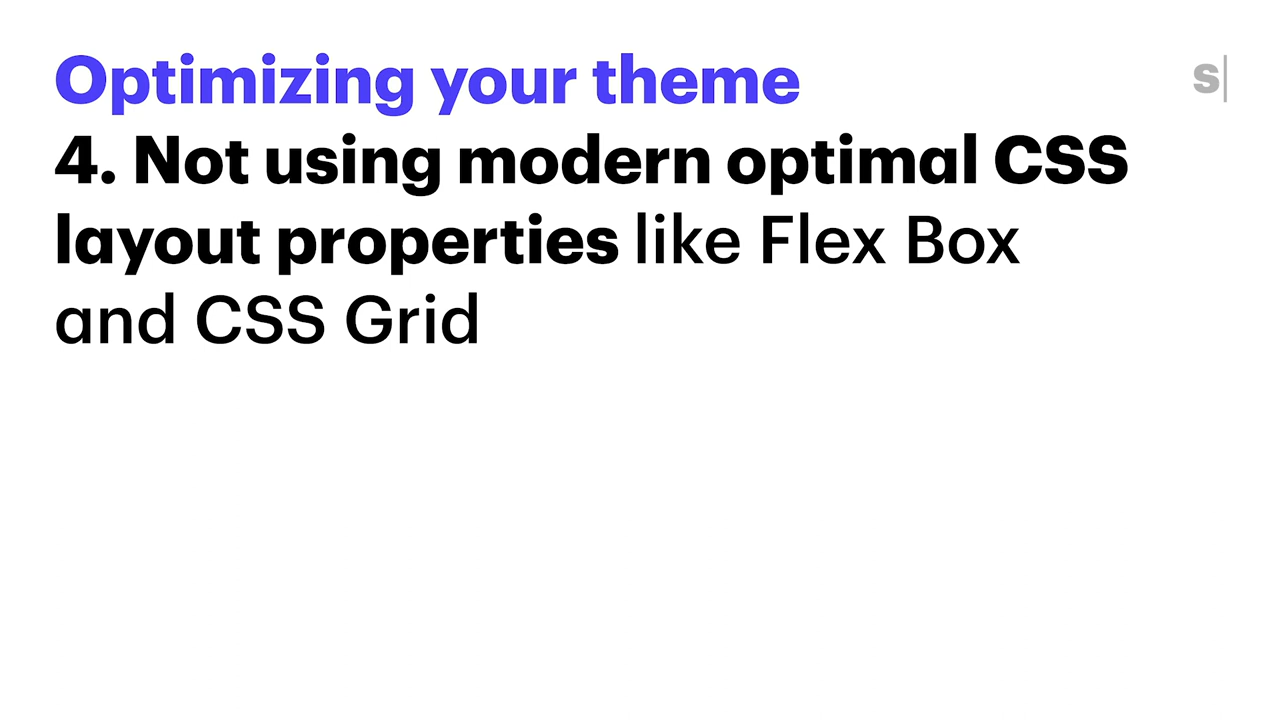 Optimizing your theme
S|
4. Not using modern optimal CSS
layout properties like Flex Box
and CSS Grid